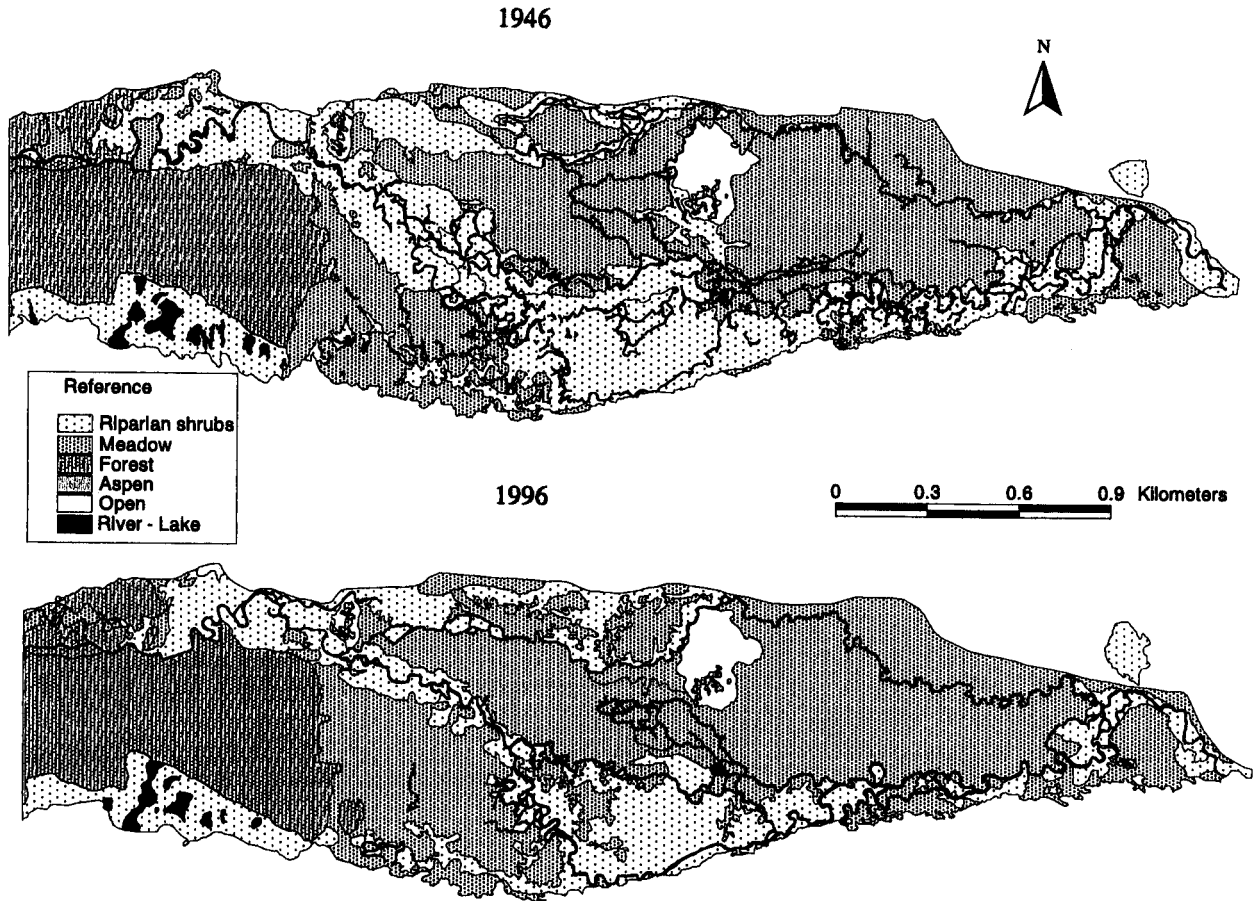 1946
N
Reference
Riparian shrubs
Meadow
Forest
Aspen
Open
River - Lake
1996
0 0.3 0.6 0.9 Kilometers